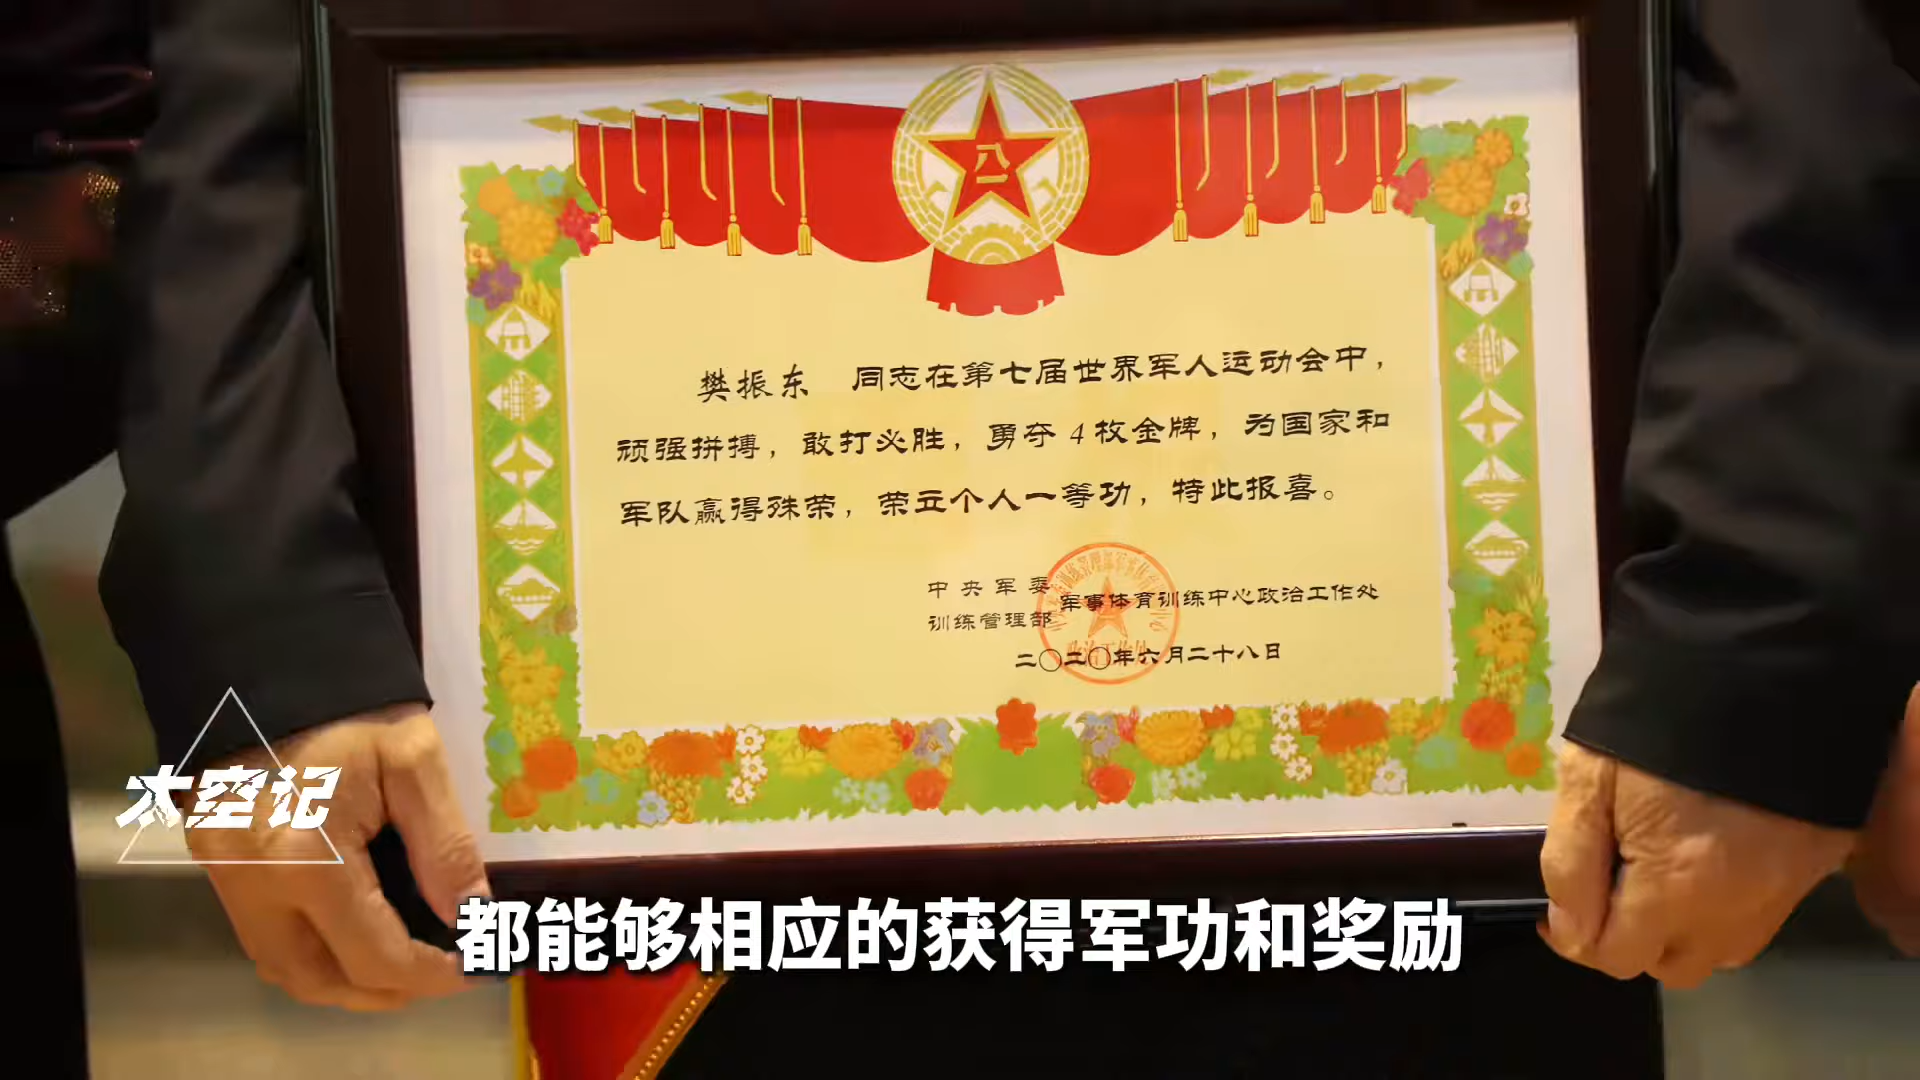 八一
樊振东 同志在第七届世界军人运动会中，
顽强拼搏，敢打必胜，勇夺4枚金牌，为国家和
军队赢得殊荣，荣立个人一等功，特此报喜。
中央军委
训练管理部
军事体育训练中心政治工作处
二〇二〇年六月二十八日
太空记
都能够相应的获得军功和奖励